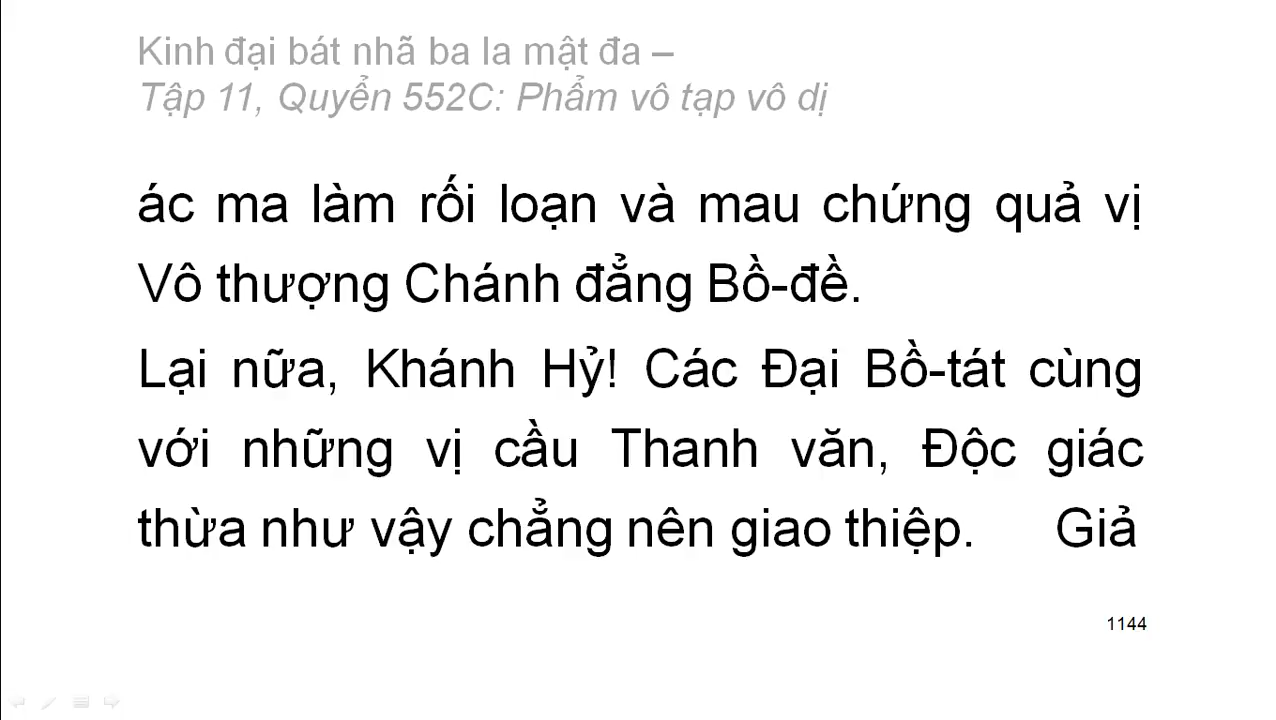 Kinh đại bát nhã ba la mật đa –
Tập 11, Quyển 552C: Phẩm vô tạp vô dị
ác ma làm rối loạn và mau chứng quả vị
Vô thượng Chánh đẳng Bồ-đề.
Lại nữa, Khánh Hỷ! Các Đại Bồ-tát cùng
với những vị cầu Thanh văn, Độc giác
thừa như vậy chẳng nên giao thiệp. Giả
1144